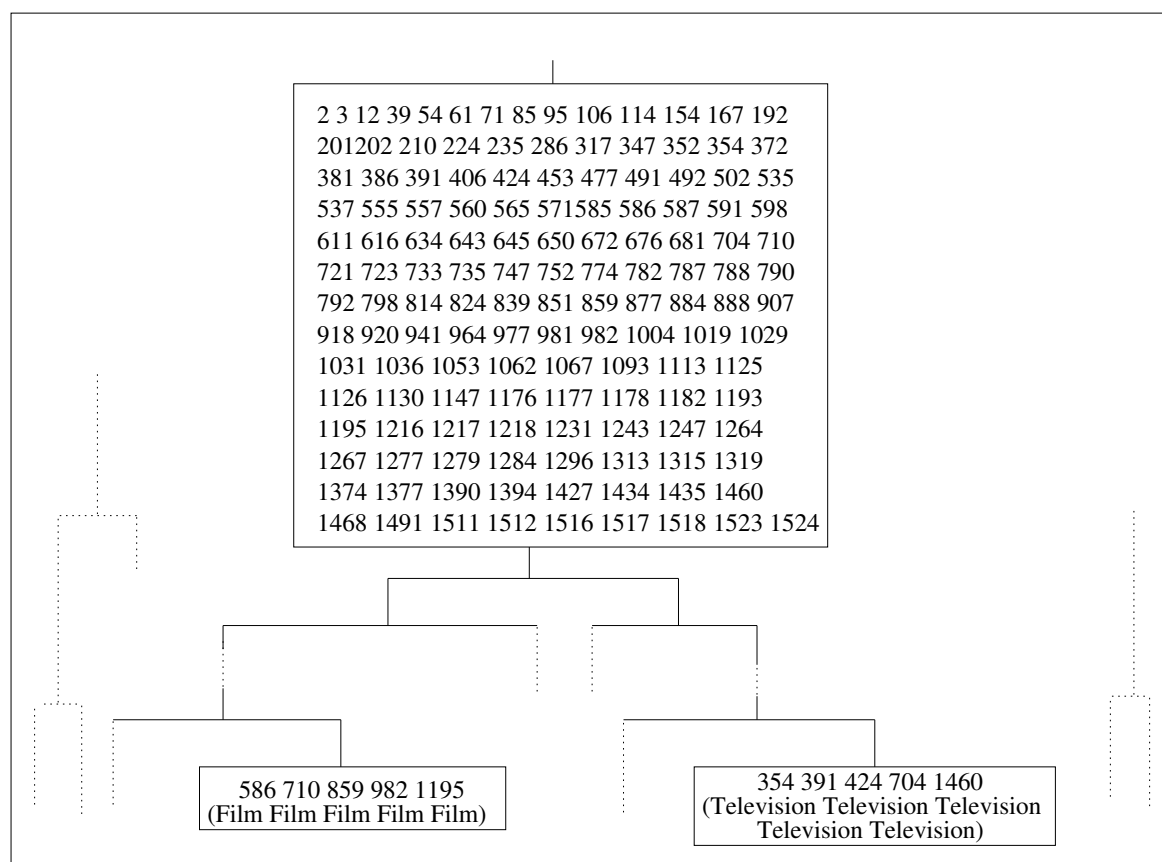 2 3 12 39 54 61 71 85 95 106 114 154 167 192
201202 210 224 235 286 317 347 352 354 372
381 386 391 406 424 453 477 491 492 502 535
537 555 557 560 565 571585 586 587 591 598
611 616 634 643 645 650 672 676 681 704 710
721 723 733 735 747 752 774 782 787 788 790
792 798 814 824 839 851 859 877 884 888 907
918 920 941 964 977 981 982 1004 1019 1029
1031 1036 1053 1062 1067 1093 1113 1125
1126 1130 1147 1176 1177 1178 1182 1193
1195 1216 1217 1218 1231 1243 1247 1264
1267 1277 1279 1284 1296 1313 1315 1319
1374 1377 1390 1394 1427 1434 1435 1460
1468 1491 1511 1512 1516 1517 1518 1523 1524
586 710 859 982 1195
(Film Film Film Film Film)
354 391 424 704 1460
(Television Television Television
Television Television)